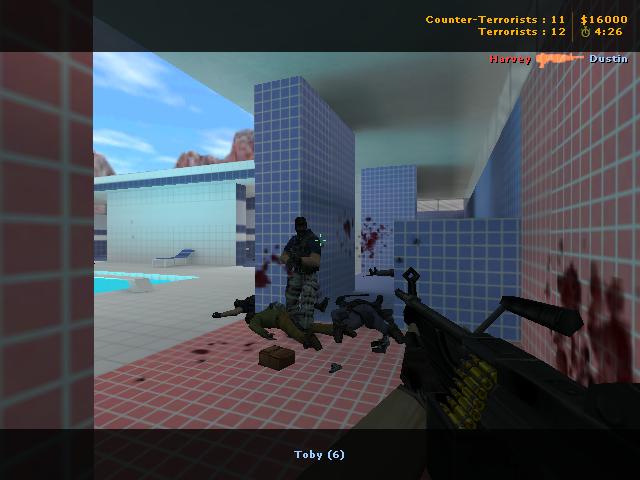 Counter-Terrorists : 11 $16000
Terrorists : 12 4:26
Harvey Dustin
Toby (6)